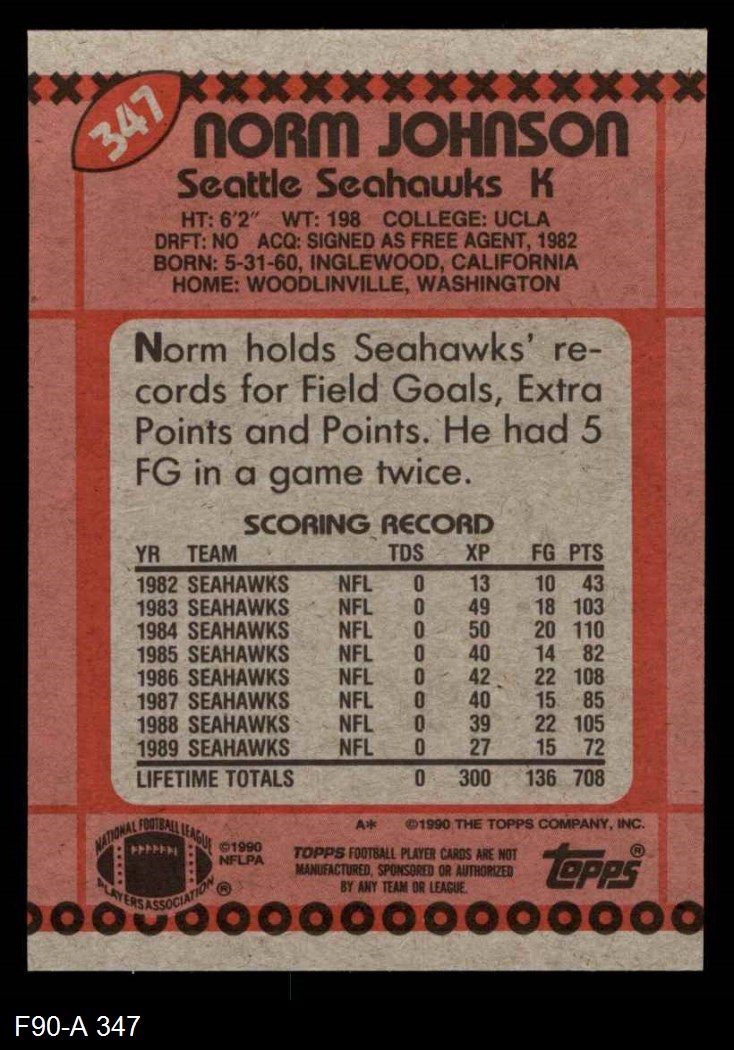 347
NORM JOHNSON
Seattle Seahawks K
HT: 6'2" WT: 198 COLLEGE: UCLA
DRFT: NO ACQ: SIGNED AS FREE AGENT, 1982
BORN: 5-31-60, INGLEWOOD, CALIFORNIA
HOME: WOODLINVILLE, WASHINGTON
Norm holds Seahawks' re-
cords for Field Goals, Extra
Points and Points. He had 5
FG in a game twice.
SCORING RECORD
YR TEAM TDS XP FG PTS
1982 SEAHAWKS NFL 0 13 10 43
1983 SEAHAWKS NFL 0 49 18 103
1984 SEAHAWKS NFL 0 50 20 110
1985 SEAHAWKS NFL 0 40 14 82
1986 SEAHAWKS NFL 0 42 22 108
1987 SEAHAWKS NFL 0 40 15 85
1988 SEAHAWKS NFL 0 39 22 105
1989 SEAHAWKS NFL 0 27 15 72
LIFETIME TOTALS 0 300 136 708
A* ©1990 THE TOPPS COMPANY, INC.
NATIONAL FOOTBALL LEAGUE
PLAYERS ASSOCIATION ®
©1990
NFLPA
TOPPS FOOTBALL PLAYER CARDS ARE NOT
MANUFACTURED, SPONSORED OR AUTHORIZED
BY ANY TEAM OR LEAGUE.
topps®
F90-A 347